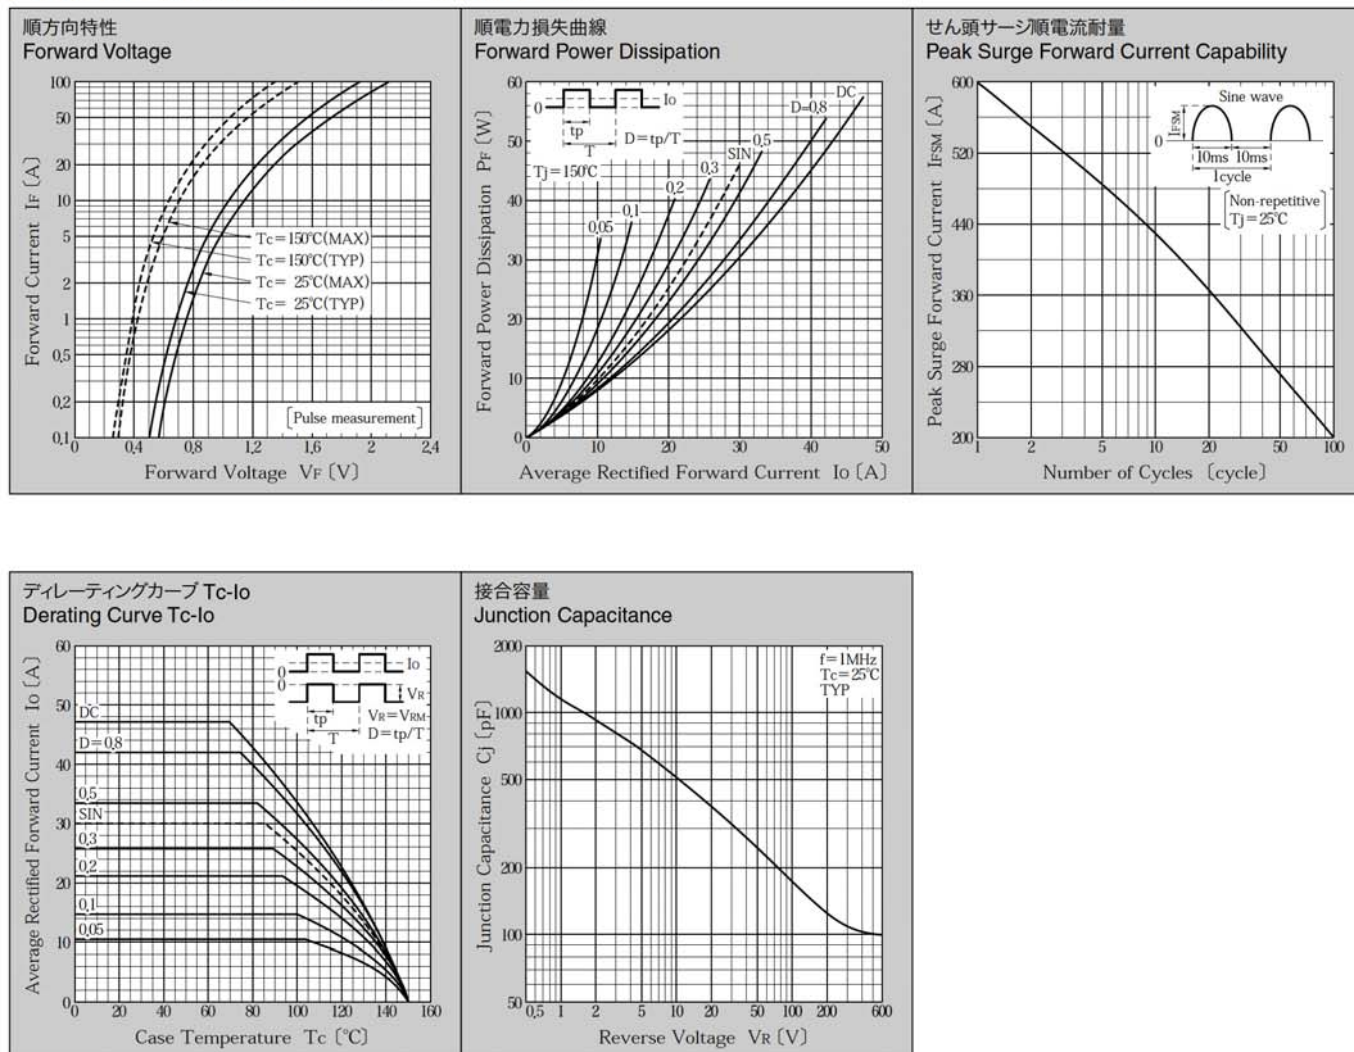 順方向特性
Forward Voltage
Forward Current IF〔A〕
100
50
20
10
5
2
1
0.5
0.2
0.1
Tc=150℃(MAX)
Tc=150℃(TYP)
Tc= 25℃(MAX)
Tc= 25℃(TYP)
[Pulse measurement]
0 0.4 0.8 1.2 1.6 2 2.4
Forward Voltage VF〔V〕
順電力損失曲線
Forward Power Dissipation
Forward Power Dissipation PF〔W〕
60
50
40
30
20
10
0
0
Io
tp
T
D=tp/T
Tj=150℃
DC
D=0.8
0.5
SIN
0.3
0.2
0.1
0.05
0 10 20 30 40 50
Average Rectified Forward Current Io〔A〕
せん頭サージ順電流耐量
Peak Surge Forward Current Capability
Peak Surge Forward Current IFSM〔A〕
600
520
440
360
280
200
Sine wave
IFSM
0
10ms 10ms
1cycle
[Non-repetitive
Tj=25℃]
1 2 5 10 20 50 100
Number of Cycles 〔cycle〕
ディレーティングカーブ Tc-Io
Derating Curve Tc-Io
Average Rectified Forward Current Io〔A〕
60
50
40
30
20
10
0
0
Io
0
VR
tp
T
VR=VRM
D=tp/T
DC
D=0.8
0.5
SIN
0.3
0.2
0.1
0.05
0 20 40 60 80 100 120 140 160
Case Temperature Tc〔℃〕
接合容量
Junction Capacitance
Junction Capacitance Cj〔pF〕
2000
1000
500
200
100
50
f=1MHz
Tc=25℃
TYP
0.5 1 2 5 10 20 50 100 200 600
Reverse Voltage VR〔V〕